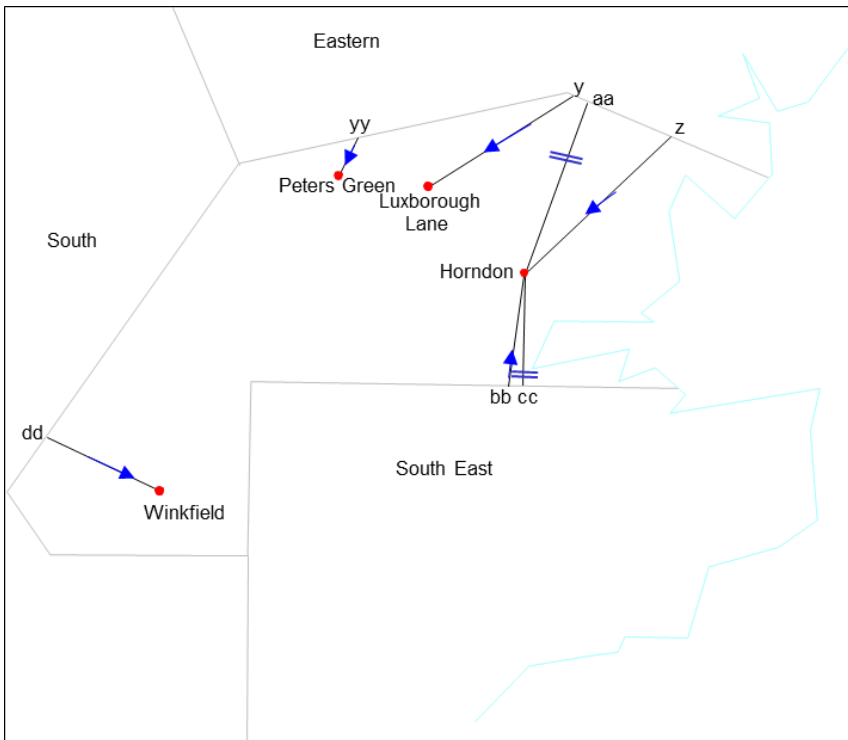 Eastern
y
aa
yy
z
Peters Green
Luxborough
Lane
South
Horndon
bb cc
dd
South East
Winkfield